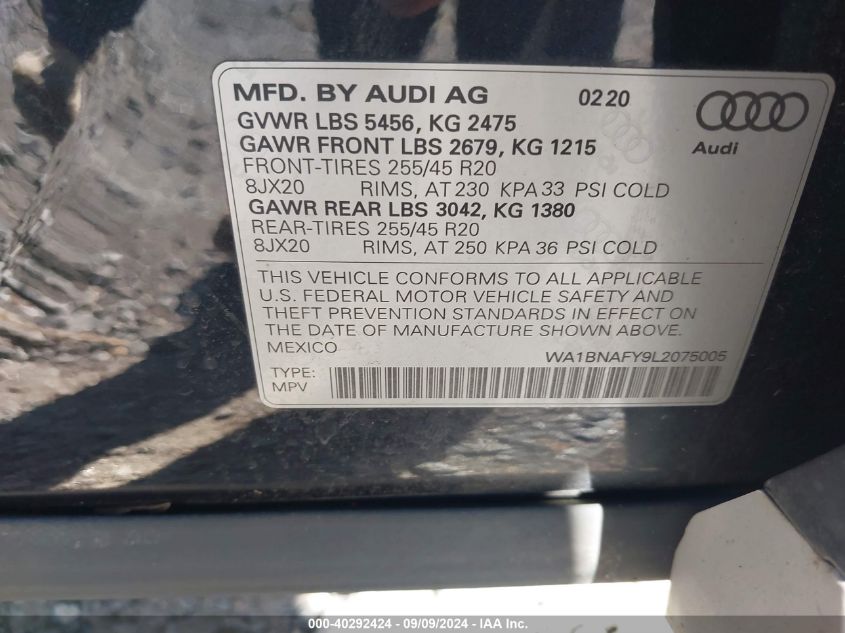 MFD. BY AUDI AG 02 20
GVWR LBS 5456, KG 2475
GAWR FRONT LBS 2679, KG 1215
Audi
FRONT-TIRES 255/45 R20
8JX20 RIMS, AT 230 KPA 33 PSI COLD
GAWR REAR LBS 3042, KG 1380
REAR-TIRES 255/45 R20
8JX20 RIMS, AT 250 KPA 36 PSI COLD
THIS VEHICLE CONFORMS TO ALL APPLICABLE
U.S. FEDERAL MOTOR VEHICLE SAFETY AND
THEFT PREVENTION STANDARDS IN EFFECT ON
THE DATE OF MANUFACTURE SHOWN ABOVE.
MEXICO WA1BNAFY9L2075005
TYPE:
MPV
000-40292424 - 09/09/2024 - IAA Inc.